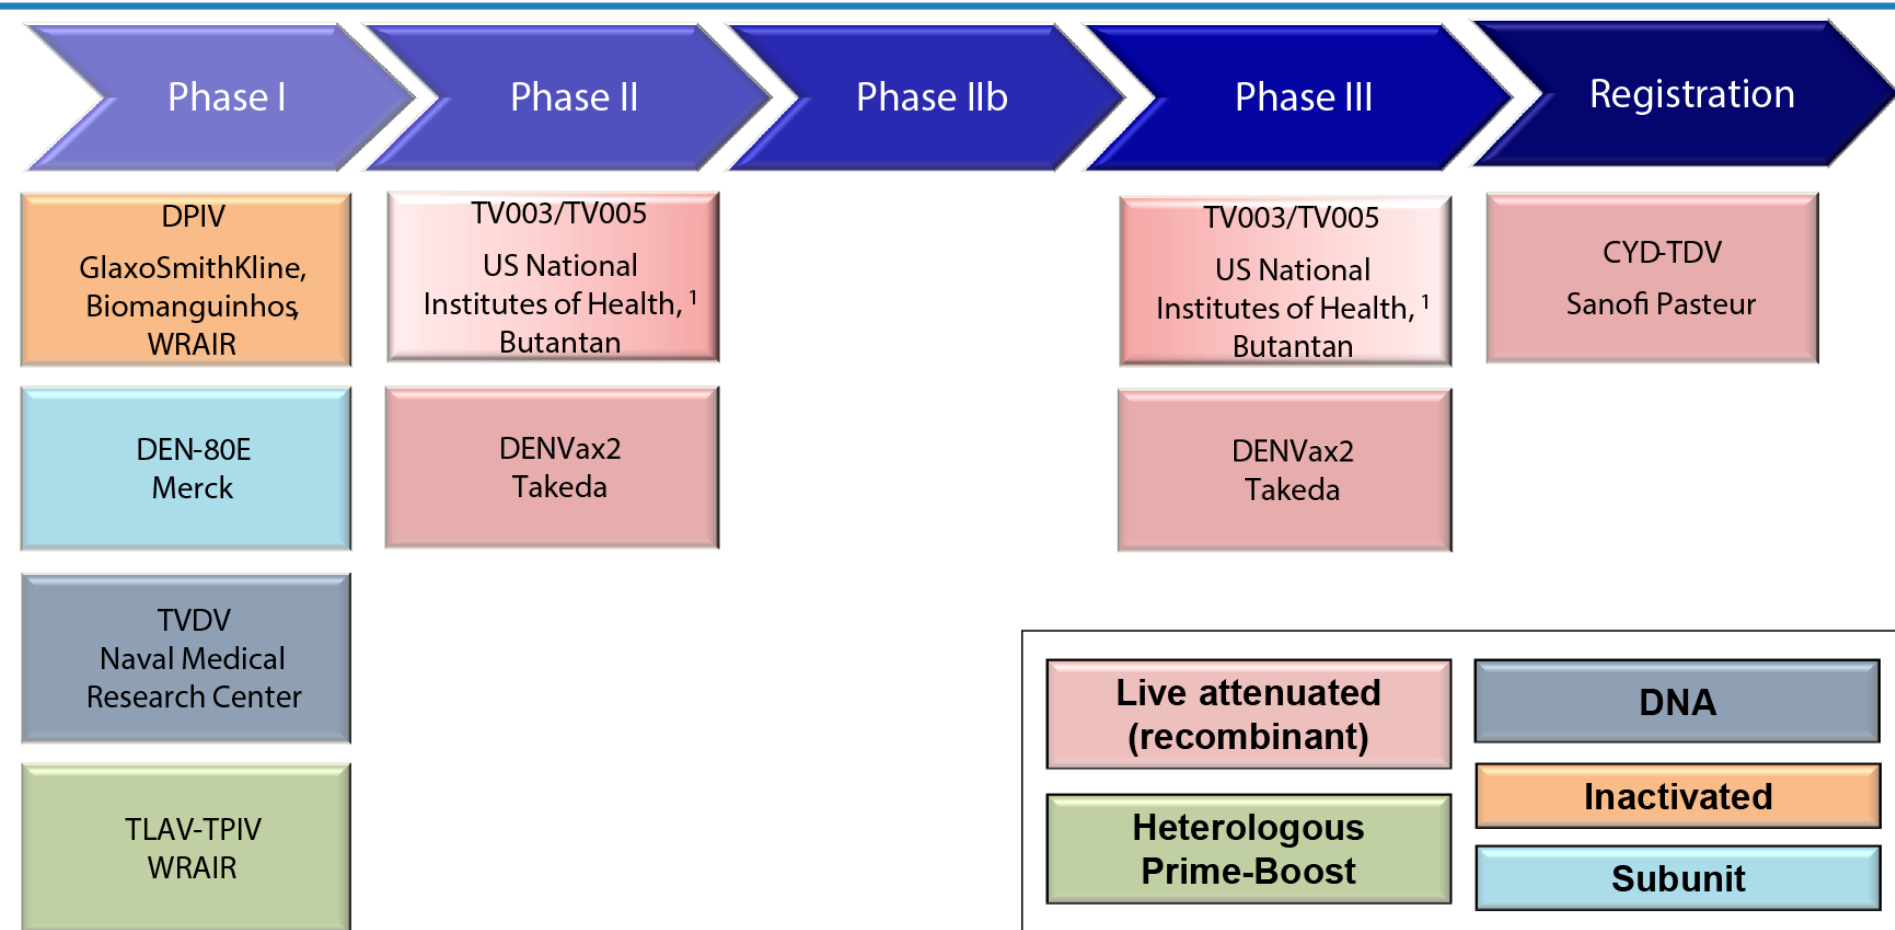 Phase I
Phase II
Phase IIb
Phase III
Registration
DPIV
GlaxoSmithKline,
Biomanguinhos,
WRAIR
TV003/TV005
US National
Institutes of Health, 1
Butantan
TV003/TV005
US National
Institutes of Health, 1
Butantan
CYD-TDV
Sanofi Pasteur
DEN-80E
Merck
DENVax2
Takeda
DENVax2
Takeda
TVDV
Naval Medical
Research Center
TLAV-TPIV
WRAIR
Live attenuated
(recombinant)
DNA
Heterologous
Prime-Boost
Inactivated
Subunit